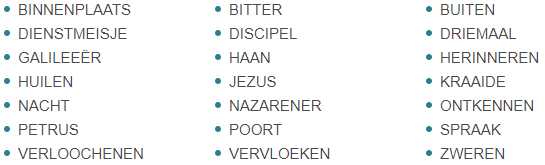 • BINNENPLAATS • BITTER • BUITEN
• DIENSTMEISJE • DISCIPEL • DRIEMAAL
• GALILEEËR • HAAN • HERINNEREN
• HUILEN • JEZUS • KRAAIDE
• NACHT • NAZARENER • ONTKENNEN
• PETRUS • POORT • SPRAAK
• VERLOOCHENEN • VERVLOEKEN • ZWEREN